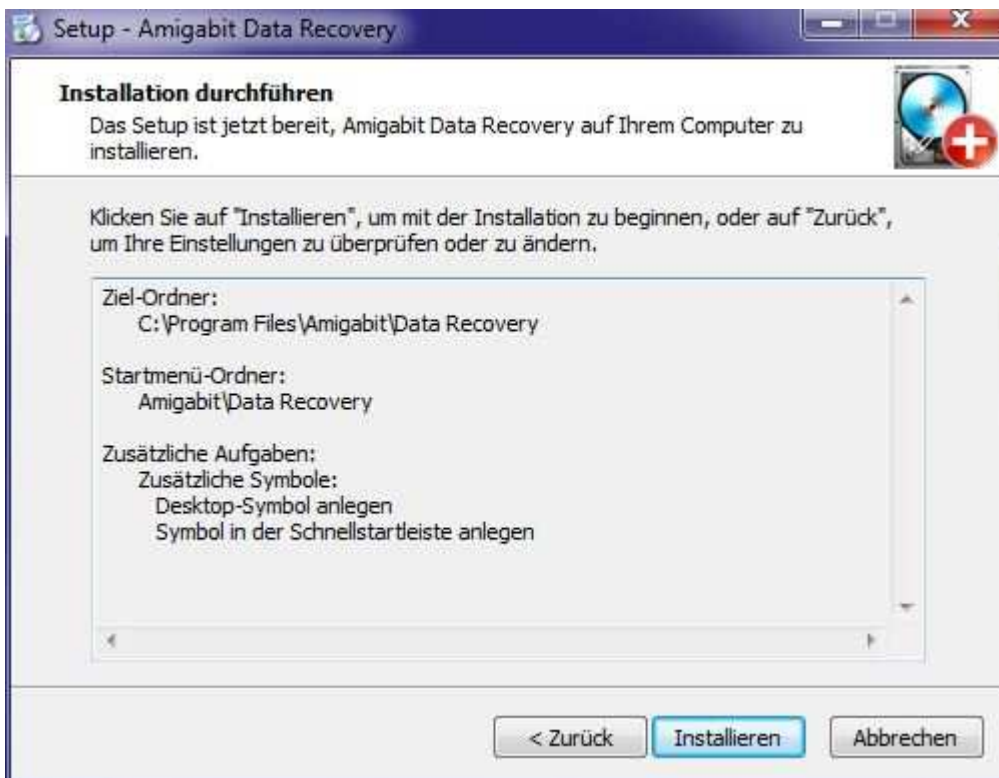 Setup - Amigabit Data Recovery
Installation durchführen
Das Setup ist jetzt bereit, Amigabit Data Recovery auf Ihrem Computer zu
installieren.
Klicken Sie auf "Installieren", um mit der Installation zu beginnen, oder auf "Zurück",
um Ihre Einstellungen zu überprüfen oder zu ändern.
Ziel-Ordner:
C:\Program Files\Amigabit\Data Recovery
Startmenü-Ordner:
Amigabit\Data Recovery
Zusätzliche Aufgaben:
Zusätzliche Symbole:
Desktop-Symbol anlegen
Symbol in der Schnellstartleiste anlegen
< Zurück Installieren Abbrechen